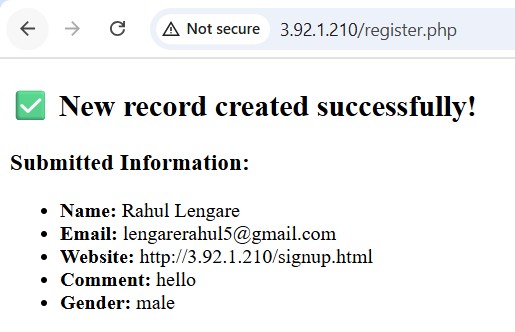 Not secure 3.92.1.210/register.php
✅ New record created successfully!
Submitted Information:
• Name: Rahul Lengare
• Email: lengarerahul5@gmail.com
• Website: http://3.92.1.210/signup.html
• Comment: hello
• Gender: male